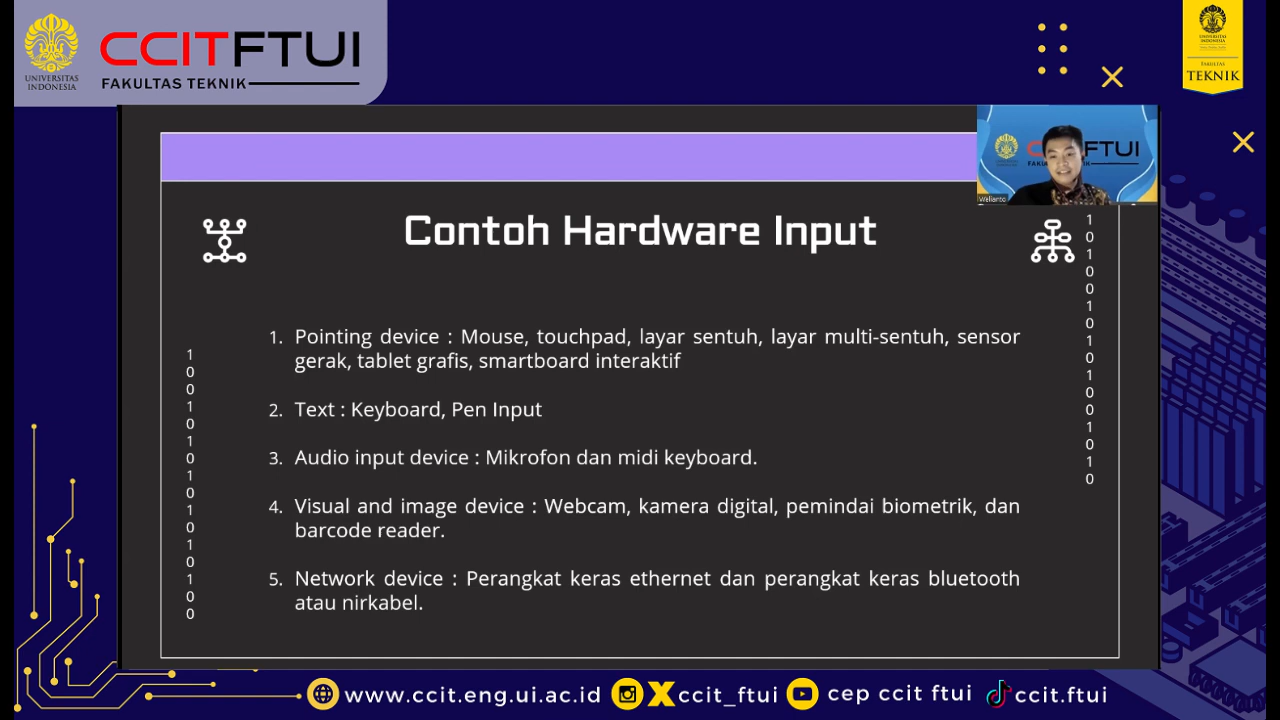 UNIVERSITAS
INDONESIA
CCITFTUI
FAKULTAS TEKNIK
FAKULTAS
TEKNIK
Welianto
Contoh Hardware Input
1. Pointing device : Mouse, touchpad, layar sentuh, layar multi-sentuh, sensor
gerak, tablet grafis, smartboard interaktif
2. Text : Keyboard, Pen Input
3. Audio input device : Mikrofon dan midi keyboard.
4. Visual and image device : Webcam, kamera digital, pemindai biometrik, dan
barcode reader.
5. Network device : Perangkat keras ethernet dan perangkat keras bluetooth
atau nirkabel.
1
0
0
1
0
1
0
1
0
1
0
1
0
1
0
0
1
0
1
0
0
1
0
1
0
1
0
0
1
0
1
0
www.ccit.eng.ui.ac.id
ccit_ftui
cep ccit ftui
ccit.ftui